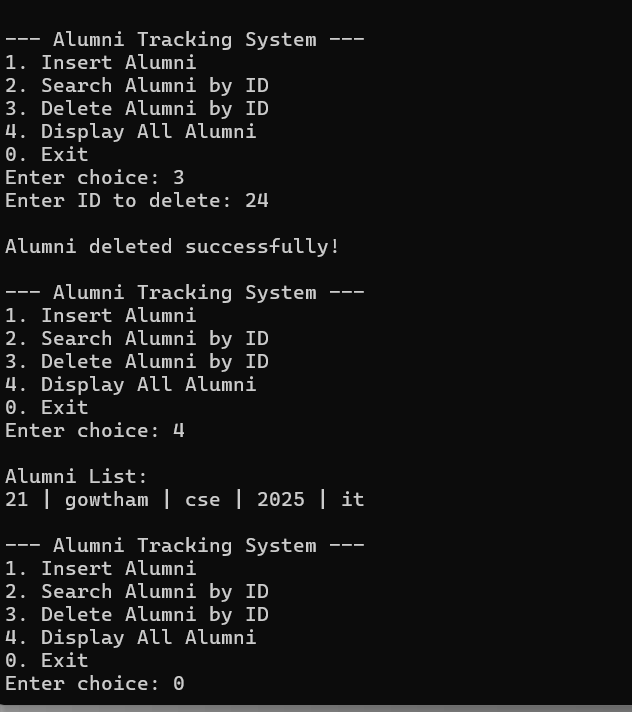 --- Alumni Tracking System ---
1. Insert Alumni
2. Search Alumni by ID
3. Delete Alumni by ID
4. Display All Alumni
0. Exit
Enter choice: 3
Enter ID to delete: 24
Alumni deleted successfully!
--- Alumni Tracking System ---
1. Insert Alumni
2. Search Alumni by ID
3. Delete Alumni by ID
4. Display All Alumni
0. Exit
Enter choice: 4
Alumni List:
21 | gowtham | cse | 2025 | it
--- Alumni Tracking System ---
1. Insert Alumni
2. Search Alumni by ID
3. Delete Alumni by ID
4. Display All Alumni
0. Exit
Enter choice: 0